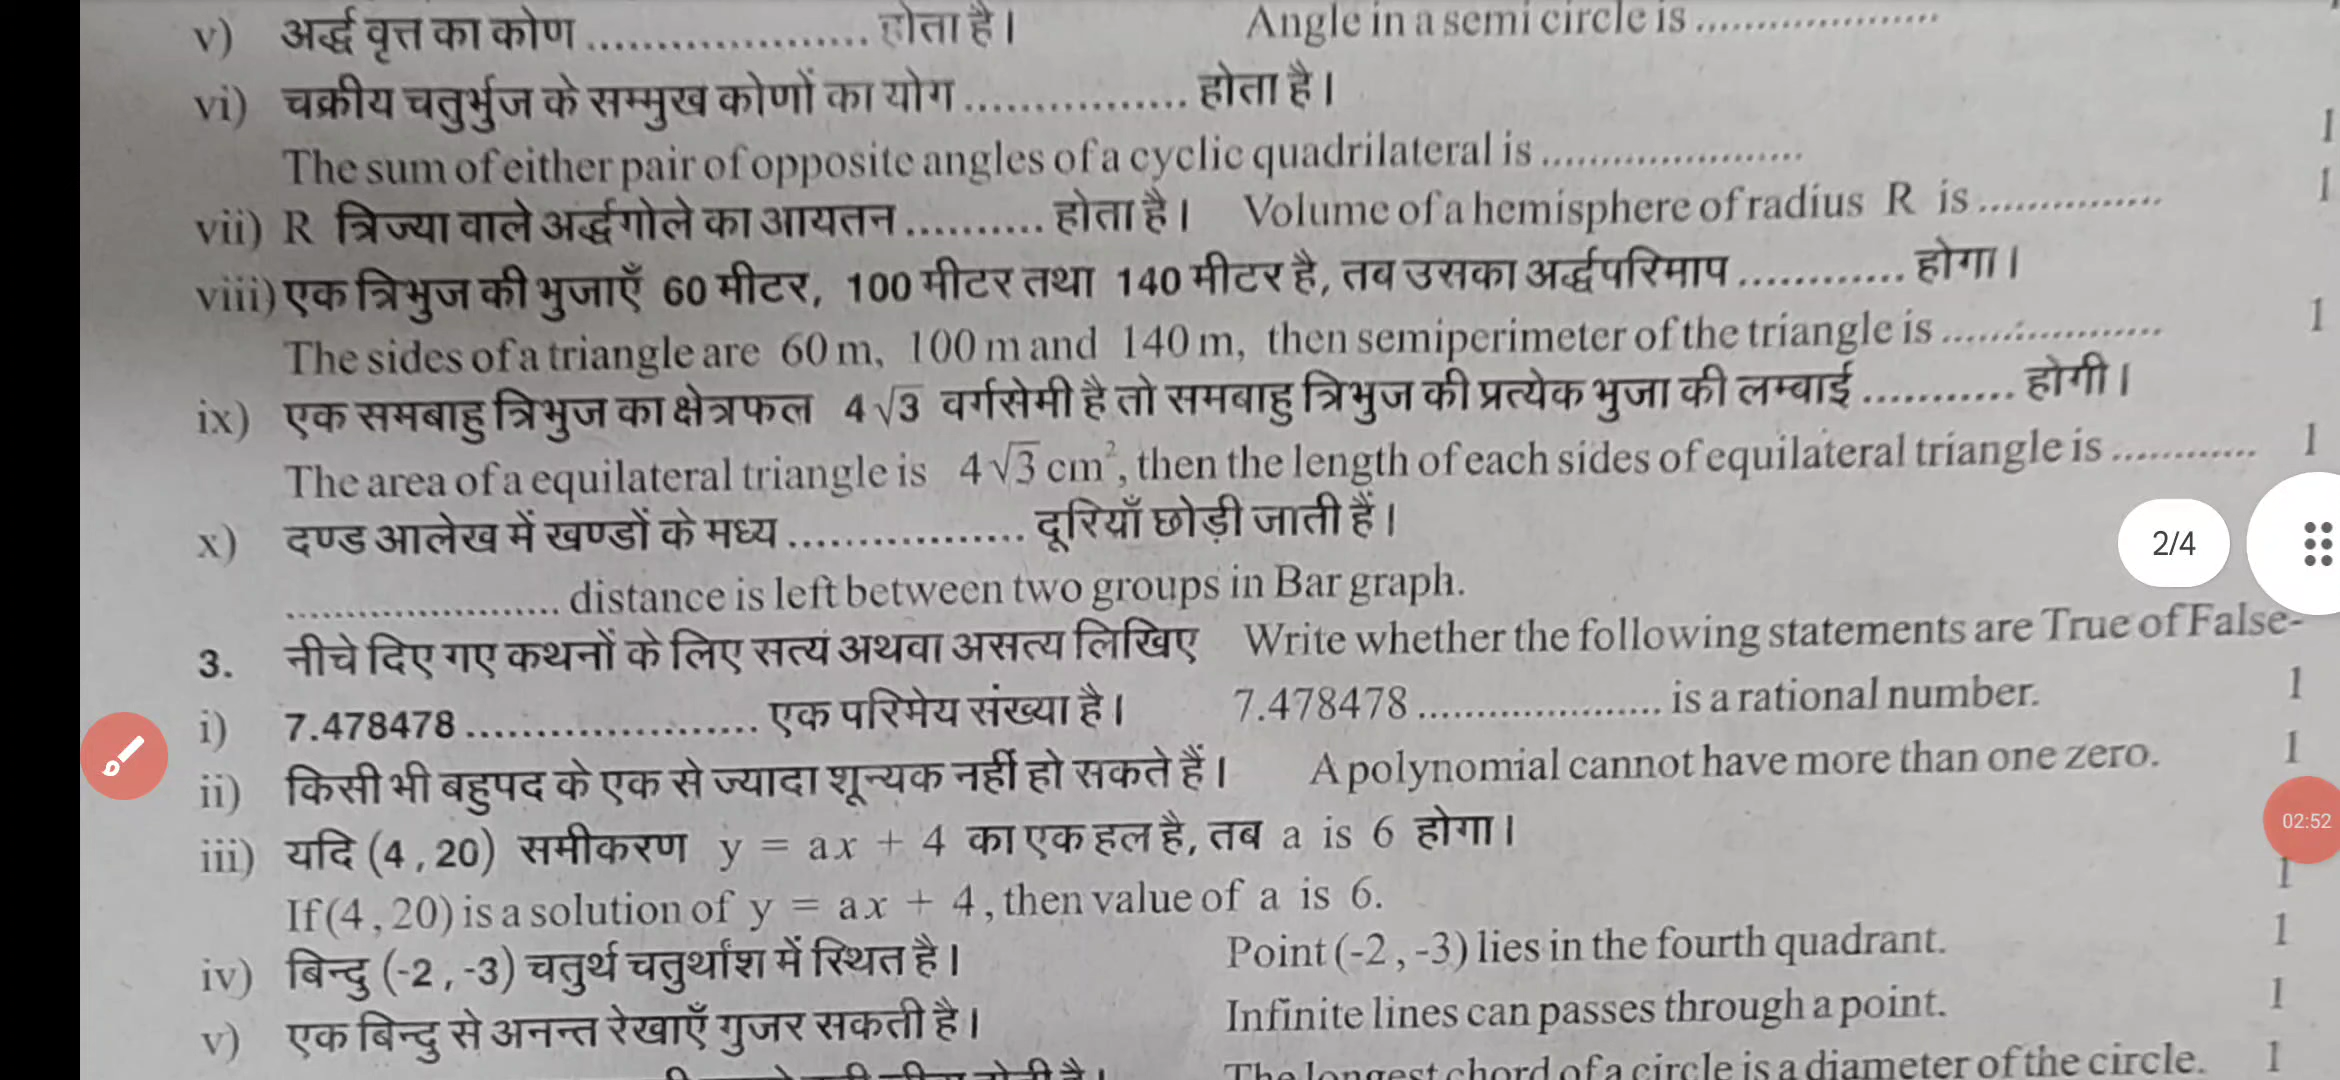 v) अर्द्ध वृत्त का कोण ........................ होता है। Angle in a semi circle is .....................
vi) चक्रीय चतुर्भुज के सम्मुख कोणों का योग ................... होता है।
The sum of either pair of opposite angles of a cyclic quadrilateral is ....................... 1
vii) R त्रिज्या वाले अर्द्धगोले का आयतन .......... होता है। Volume of a hemisphere of radius R is ................ 1
viii) एक त्रिभुज की भुजाएँ 60 मीटर, 100 मीटर तथा 140 मीटर है, तब उसका अर्द्धपरिमाप ............ होगा।
The sides of a triangle are 60 m, 100 m and 140 m, then semiperimeter of the triangle is ................... 1
ix) एक समबाहु त्रिभुज का क्षेत्रफल 4√3 वर्गसेमी है तो समबाहु त्रिभुज की प्रत्येक भुजा की लम्बाई ........... होगी।
The area of a equilateral triangle is 4√3 cm², then the length of each sides of equilateral triangle is ............. 1
x) दण्ड आलेख में खण्डों के मध्य .................. दूरियाँ छोड़ी जाती हैं।
....................... distance is left between two groups in Bar graph.
2/4
3. नीचे दिए गए कथनों के लिए सत्य अथवा असत्य लिखिए Write whether the following statements are True of False-
i) 7.478478 ........................ एक परिमेय संख्या है। 7.478478 ..................... is a rational number. 1
ii) किसी भी बहुपद के एक से ज्यादा शून्यक नहीं हो सकते हैं। A polynomial cannot have more than one zero. 1
02:52
iii) यदि (4 , 20) समीकरण y = ax + 4 का एक हल है, तब a is 6 होगा।
If (4 , 20) is a solution of y = ax + 4 , then value of a is 6. 1
iv) बिन्दु (-2 , -3) चतुर्थ चतुर्थांश में स्थित है। Point (-2 , -3) lies in the fourth quadrant. 1
v) एक बिन्दु से अनन्त रेखाएँ गुजर सकती है। Infinite lines can passes through a point. 1
The longest chord of a circle is a diameter of the circle. 1